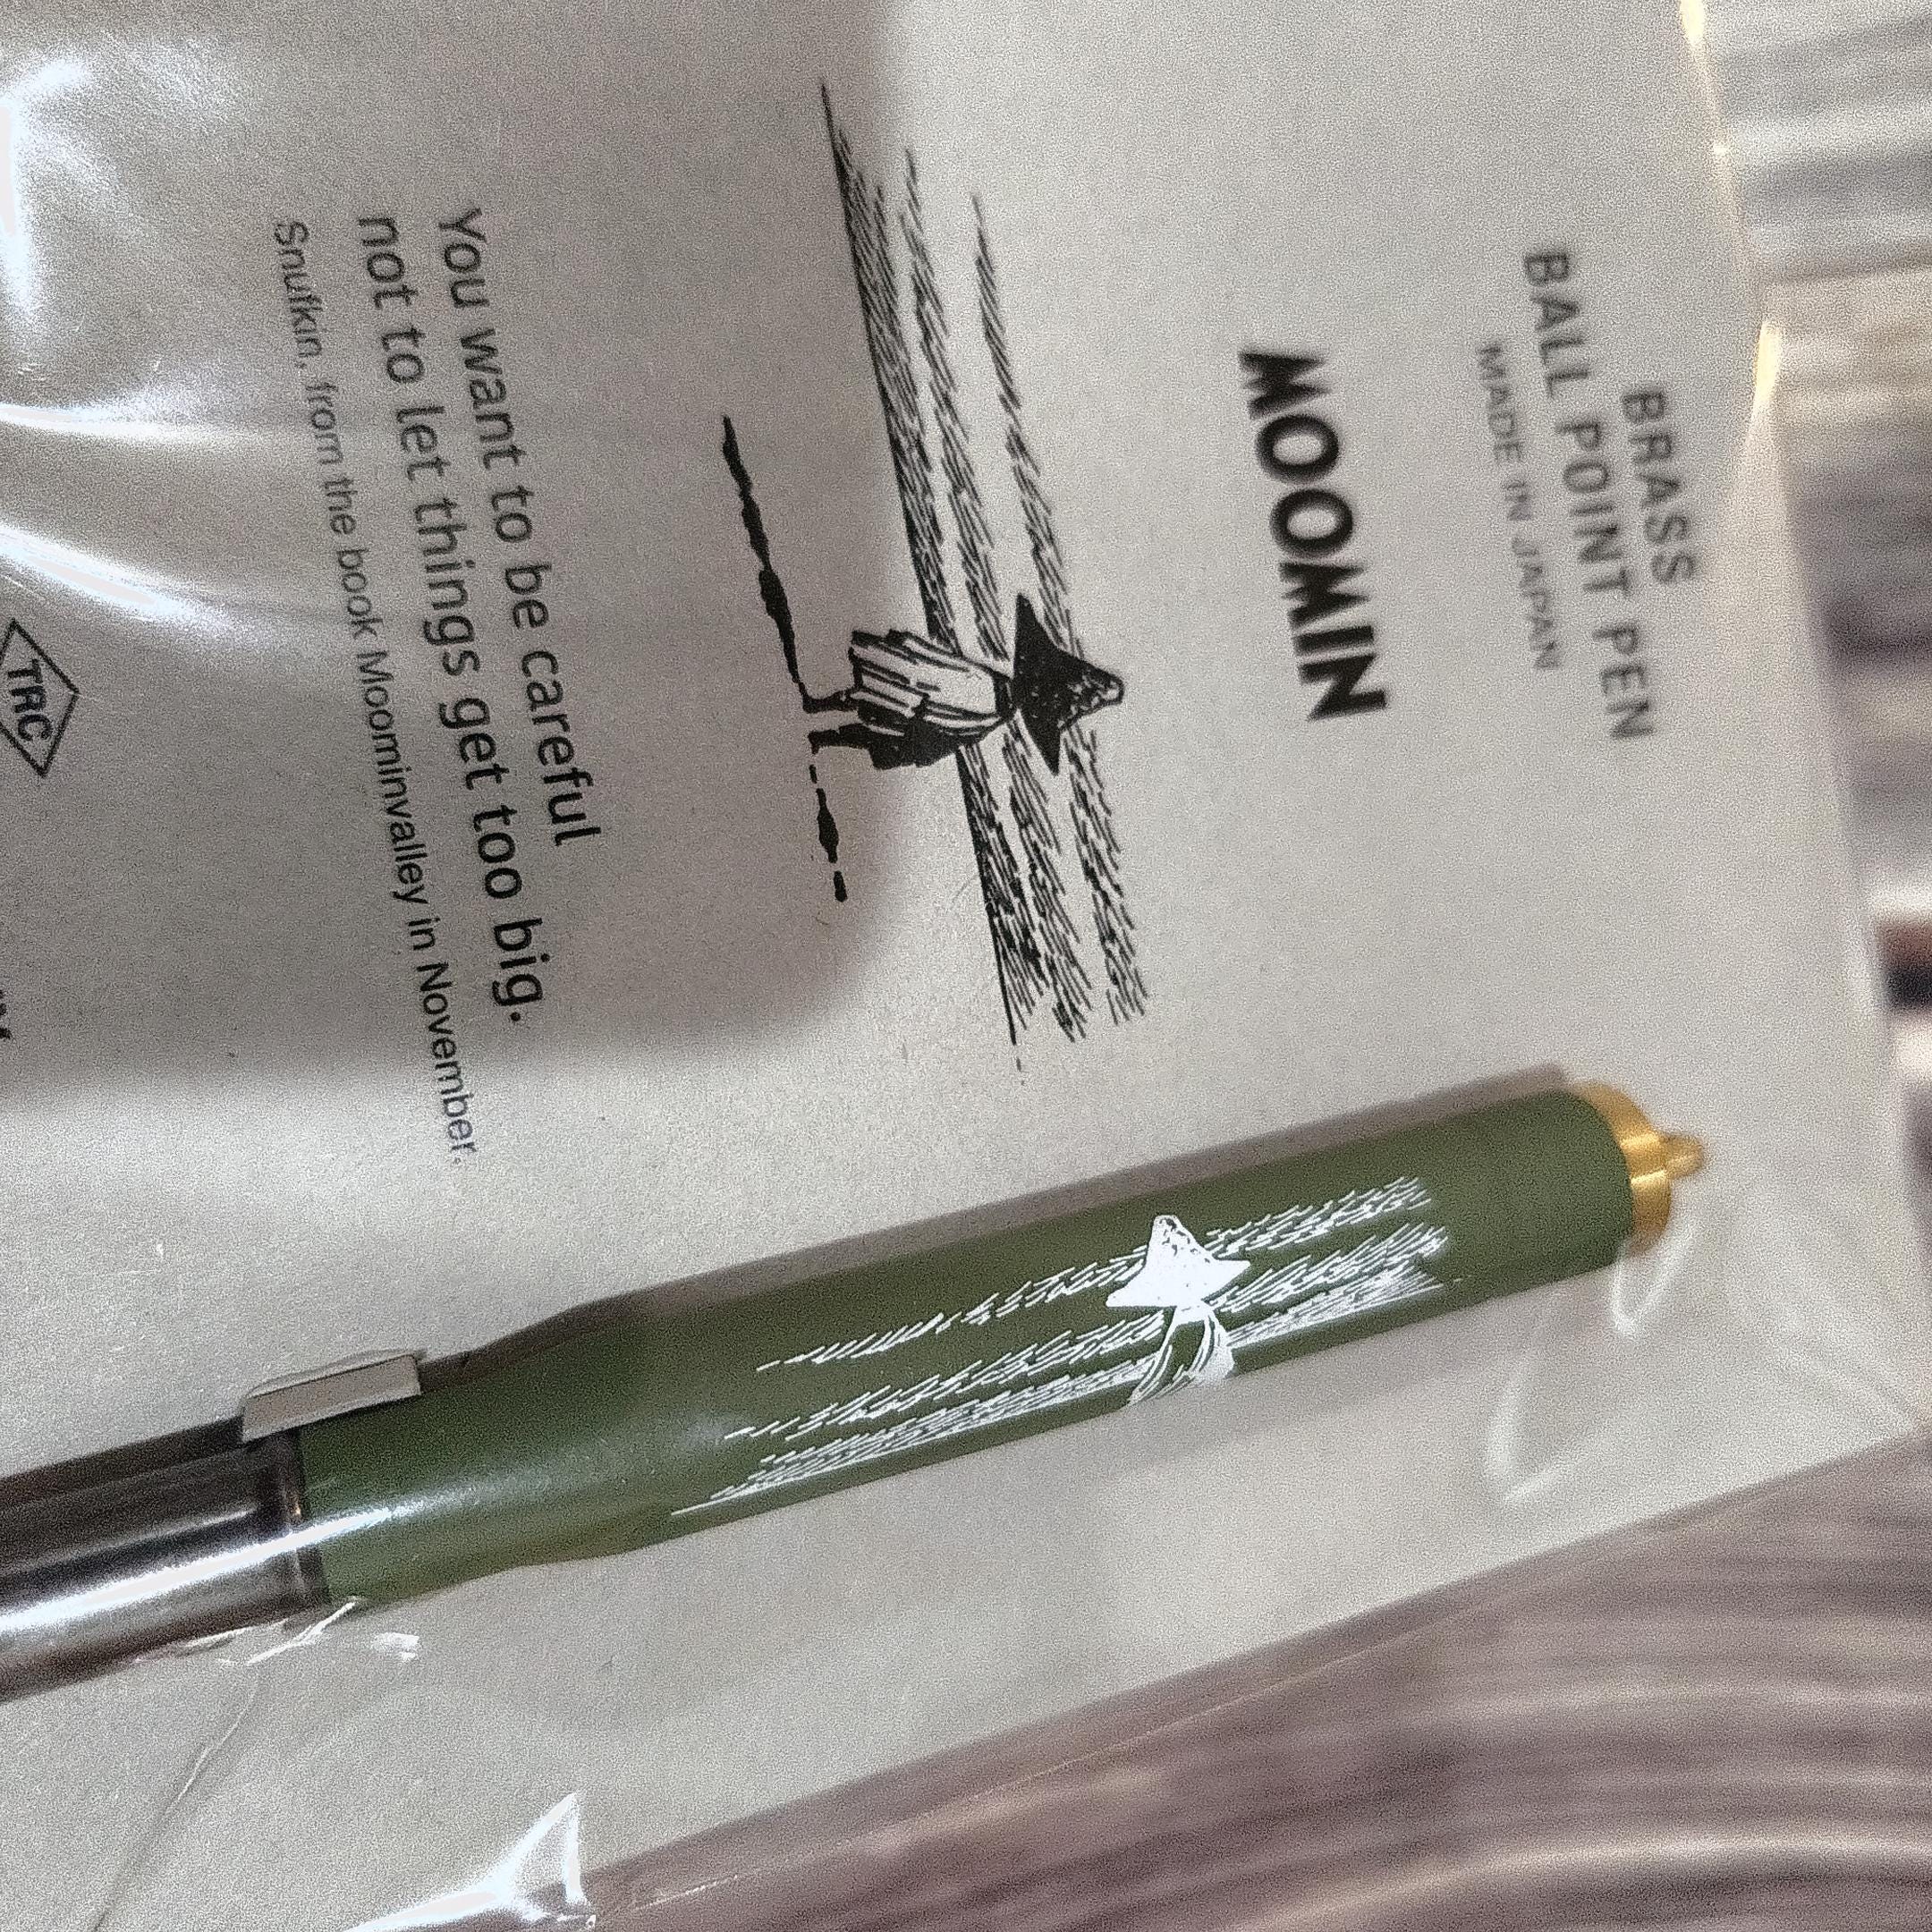 BRASS
BALL POINT PEN
MADE IN JAPAN
MOOMIN
You want to be careful
not to let things get too big.
Snufkin, from the book Moominvalley in November.
TRC